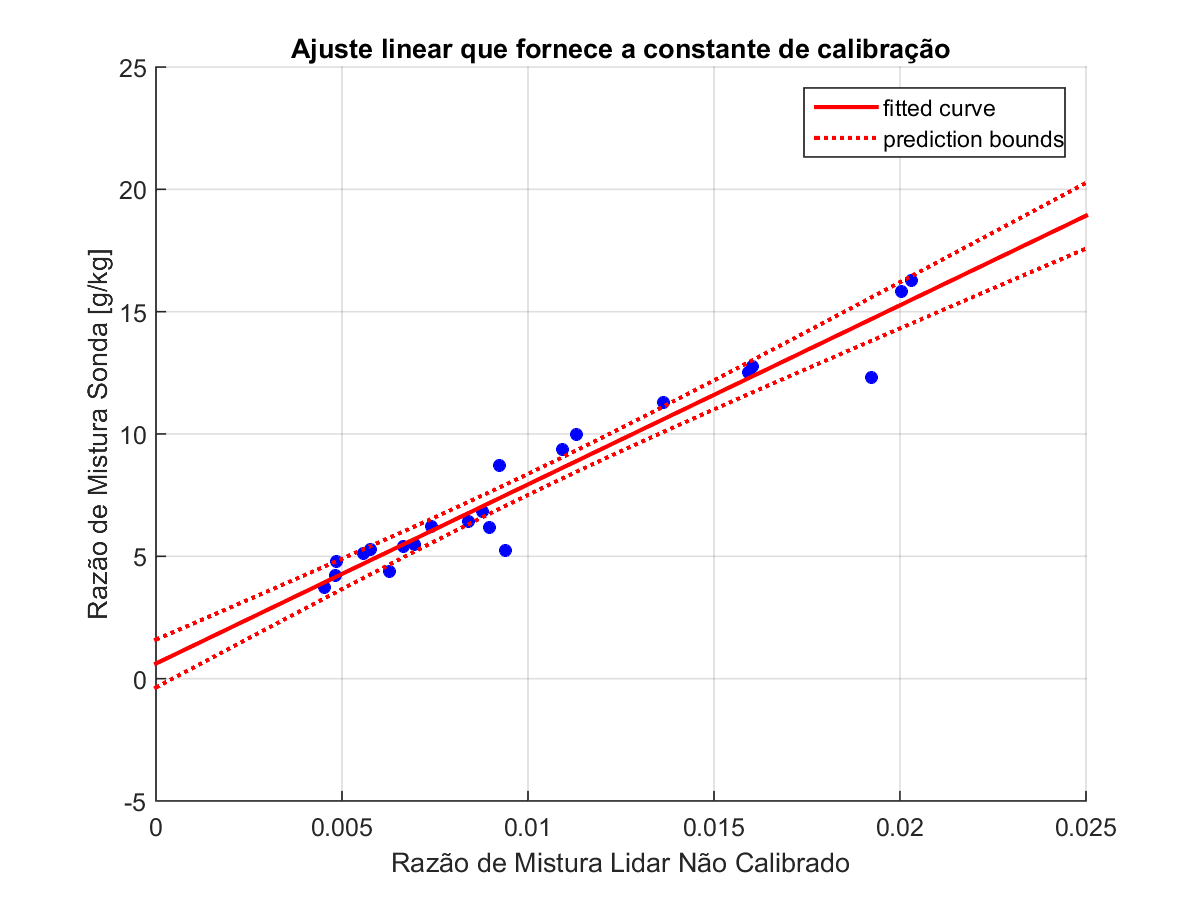 Ajuste linear que fornece a constante de calibração
fitted curve
prediction bounds
Razão de Mistura Sonda [g/kg]
25
20
15
10
5
0
-5
0
0.005
0.01
0.015
0.02
0.025
Razão de Mistura Lidar Não Calibrado